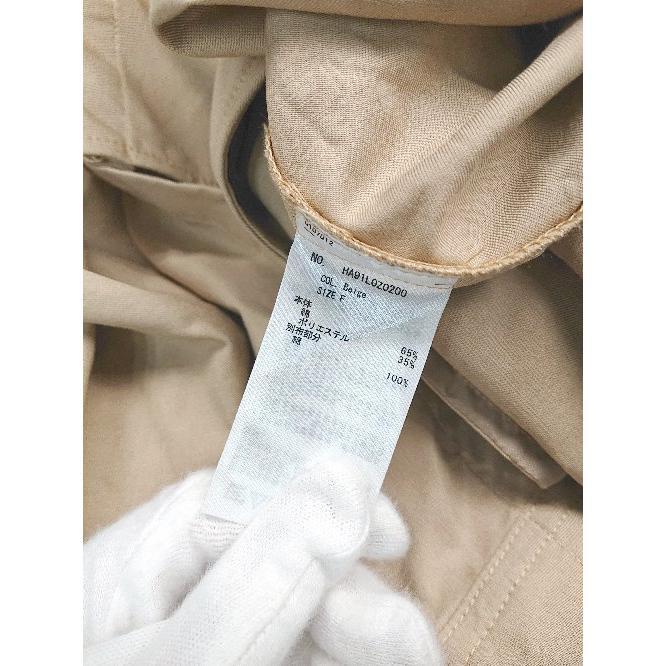 NO. HA91LOZ0200
COL. Beige
SIZE F
本体
綿 65%
ポリエステル 35%
別布部分
綿 100%